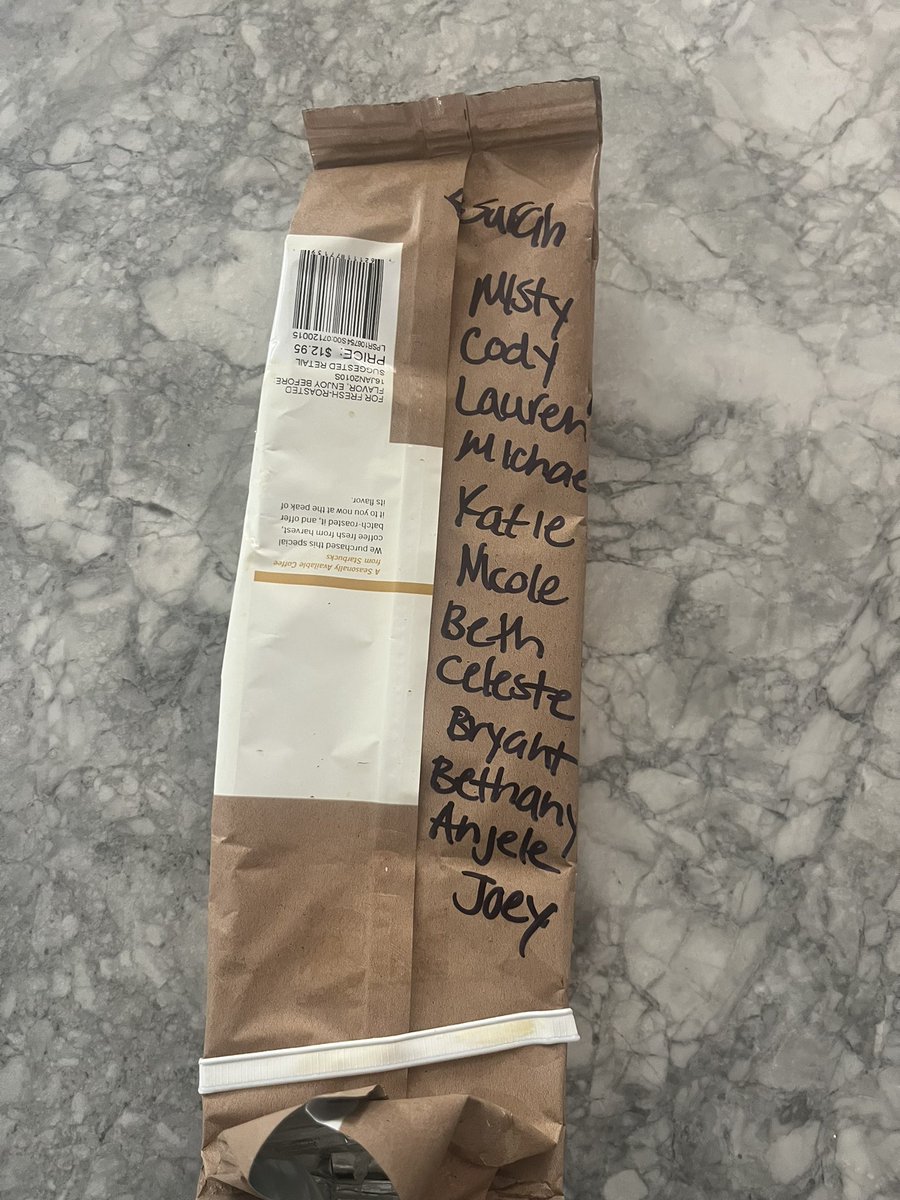 Sarah
Misty
Cody
Lauren
Michae
Katie
Nicole
Beth
Celeste
Bryant
Bethany
Anjele
Joey
A Seasonally Available Coffee
from Starbucks
We purchased this special
coffee fresh from harvest,
batch-roasted it, and offer
it to you now at the peak of
its flavor.
FOR FRESH-ROASTED
FLAVOR, ENJOY BEFORE
16JAN2010S
SUGGESTED RETAIL
PRICE: $12.95